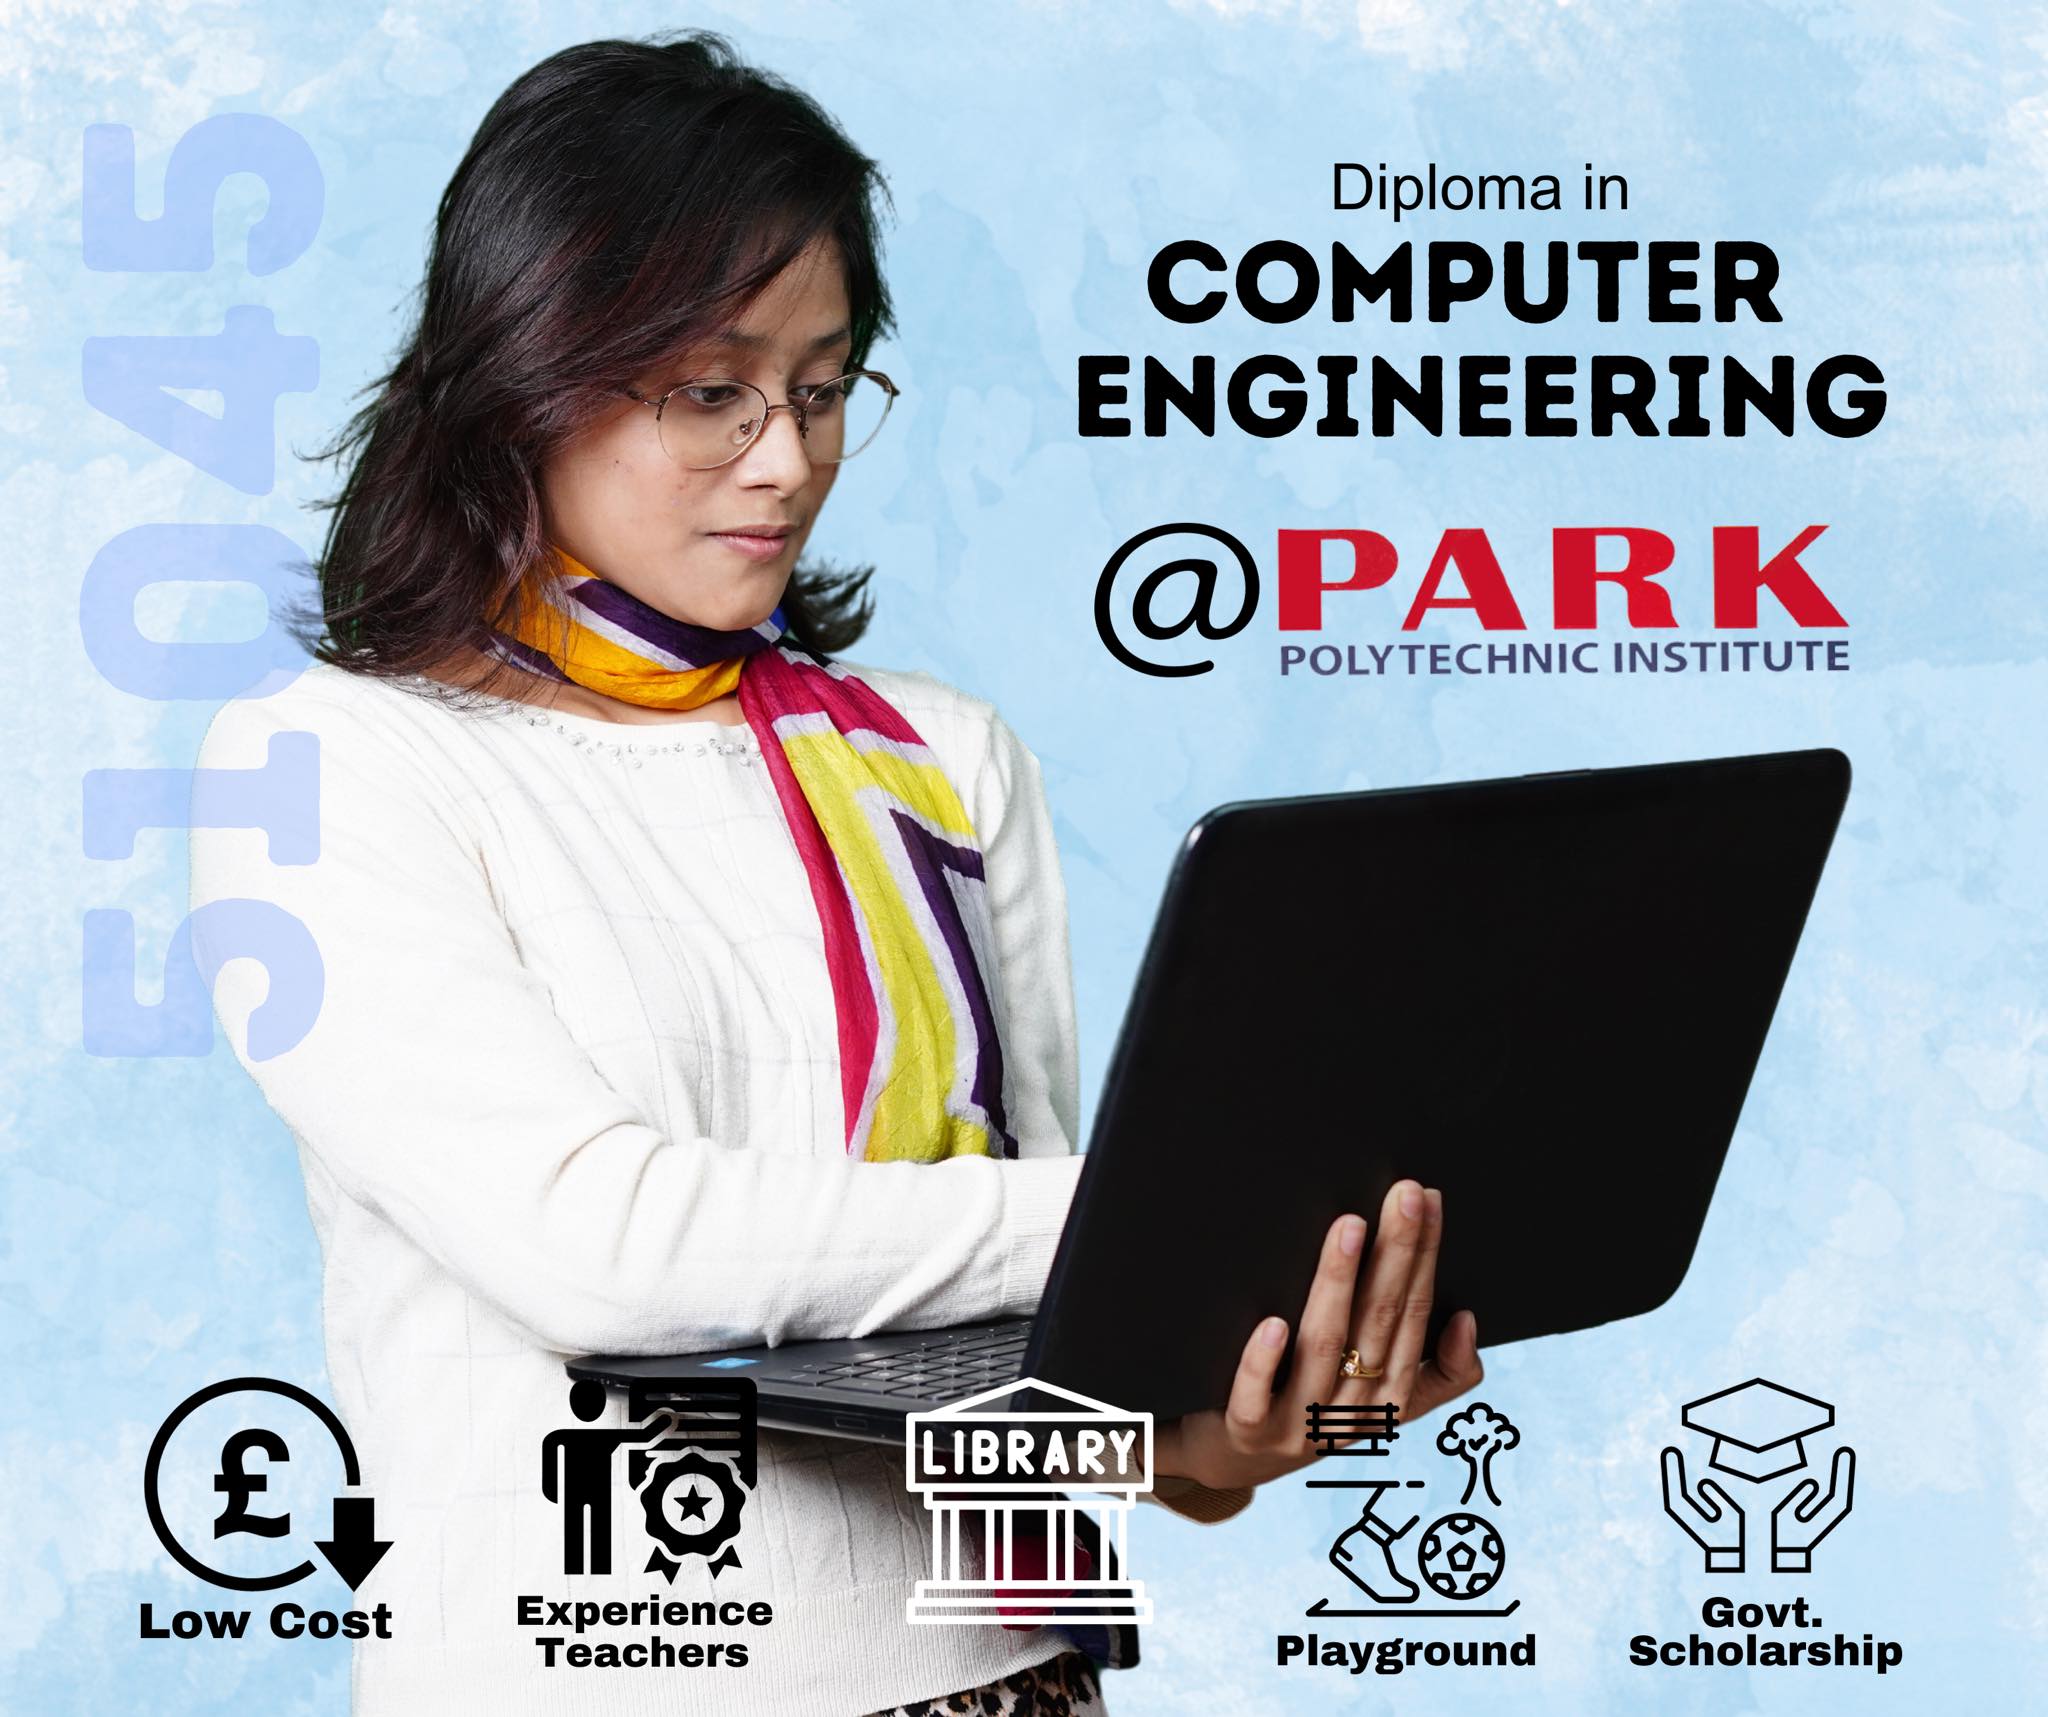 51045
Diploma in
COMPUTER
ENGINEERING
@PARK
POLYTECHNIC INSTITUTE
£
Low Cost
Experience
Teachers
LIBRARY
Playground
Govt.
Scholarship